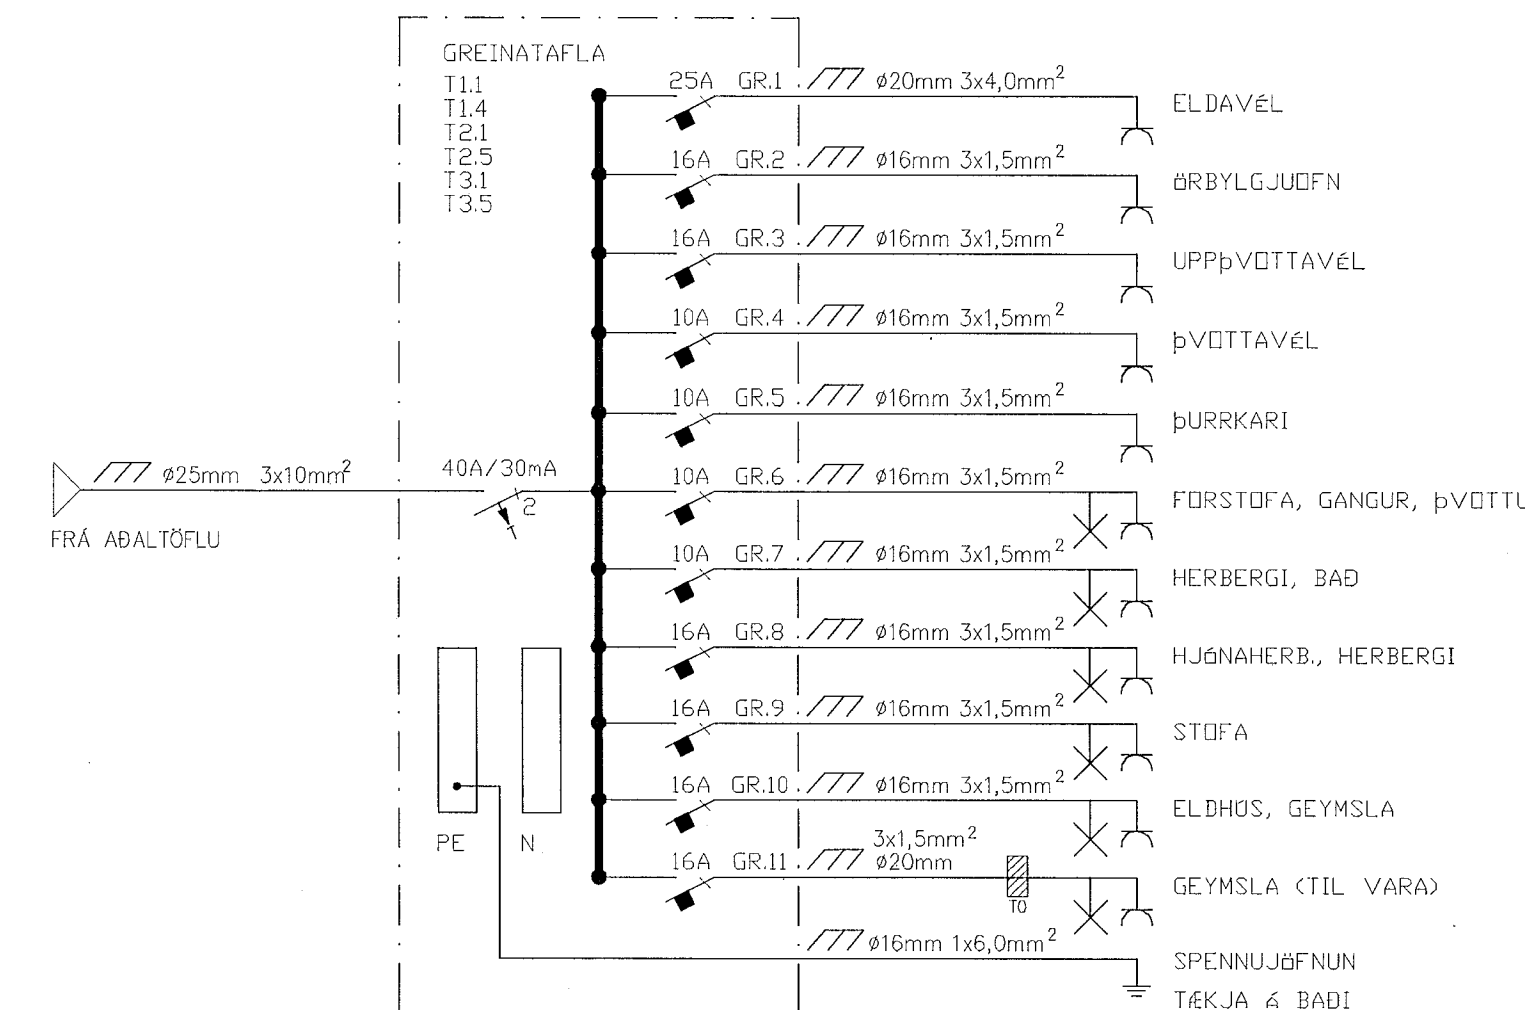 GREINATAFLA
T1.1
T1.4
T2.1
T2.5
T3.1
T3.5
25A GR.1 ø20mm 3x4,0mm² ELDAVÉL
16A GR.2 ø16mm 3x1,5mm² ÖRBYLGJUOFN
16A GR.3 ø16mm 3x1,5mm² UPPÞVOTTAVÉL
10A GR.4 ø16mm 3x1,5mm² ÞVOTTAVÉL
10A GR.5 ø16mm 3x1,5mm² ÞURRKARI
ø25mm 3x10mm² 40A/30mA 2
FRÁ AÐALTÖFLU
10A GR.6 ø16mm 3x1,5mm² FORSTOFA, GANGUR, ÞVOTTU
10A GR.7 ø16mm 3x1,5mm² HERBERGI, BAÐ
16A GR.8 ø16mm 3x1,5mm² HJÓNAHERB., HERBERGI
16A GR.9 ø16mm 3x1,5mm² STOFA
16A GR.10 ø16mm 3x1,5mm² ELDHÚS, GEYMSLA
PE N
3x1,5mm²
16A GR.11 ø20mm GEYMSLA (TIL VARA)
TO
ø16mm 1x6,0mm² SPENNUJÖFNUN
TÆKJA Á BAÐI